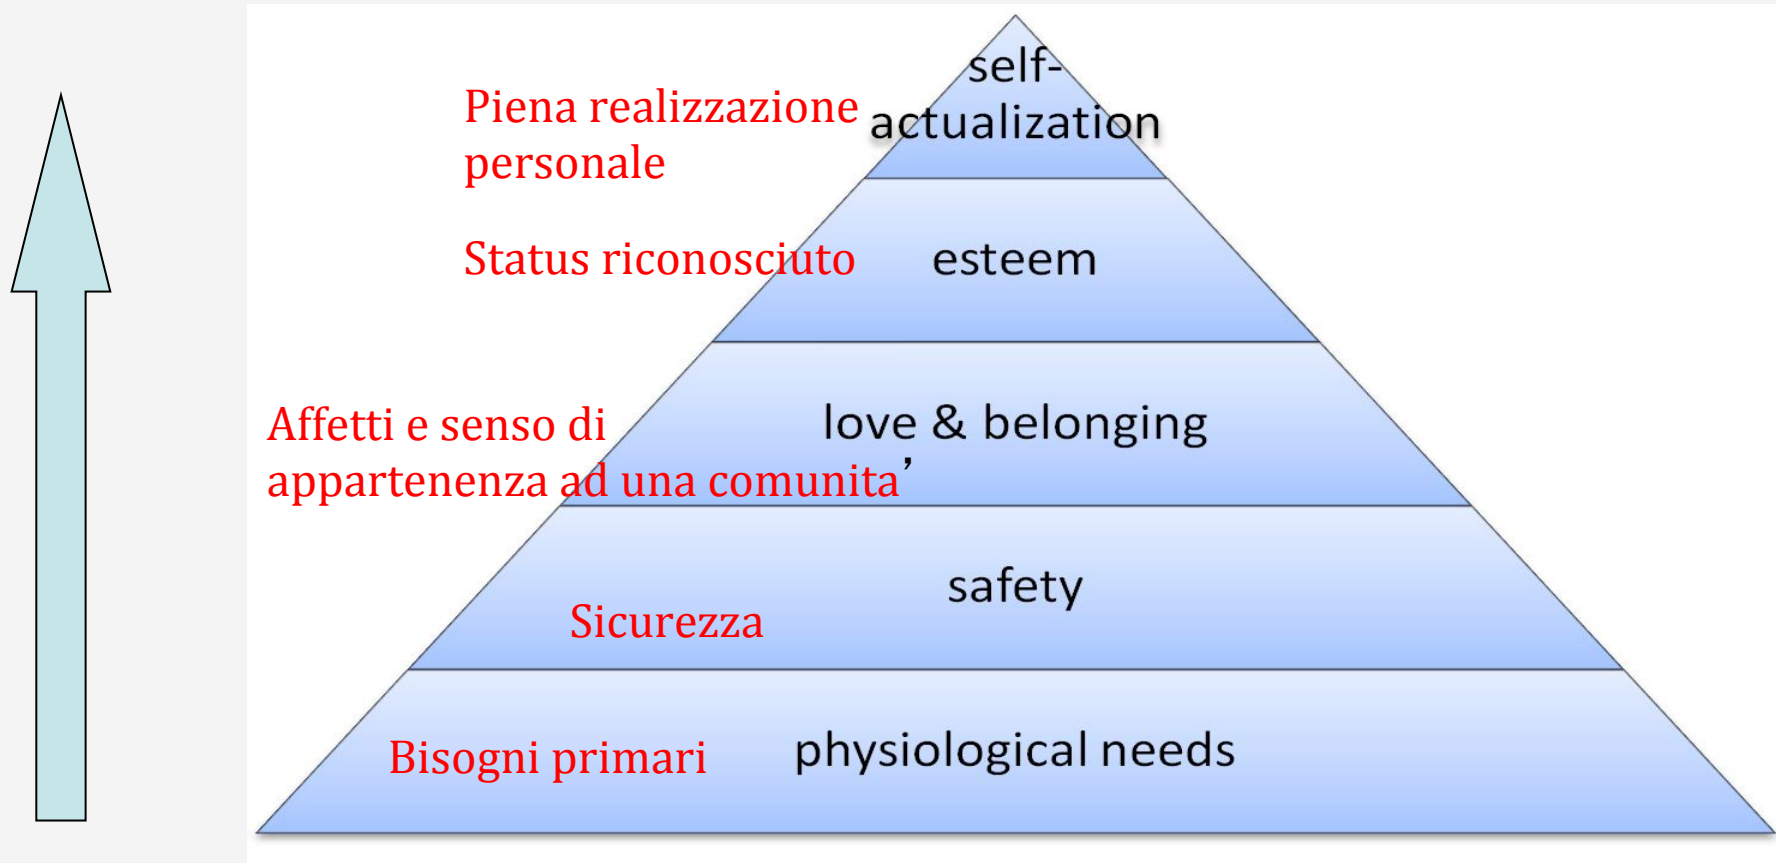 self-
actualization
Piena realizzazione
personale
Status riconosciuto
esteem
love & belonging
Affetti e senso di
appartenenza ad una comunita’
safety
Sicurezza
Bisogni primari
physiological needs